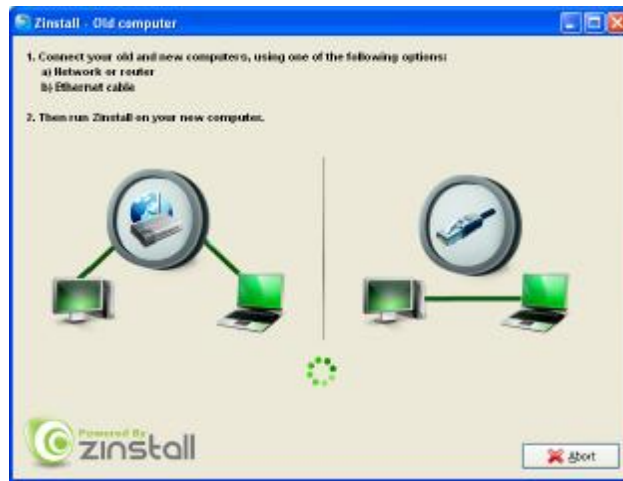 Zinstall - Old computer
1. Connect your old and new computers, using one of the following options:
a) Network or router
b) Ethernet cable
2. Then run Zinstall on your new computer.
Powered By
zinstall
Abort